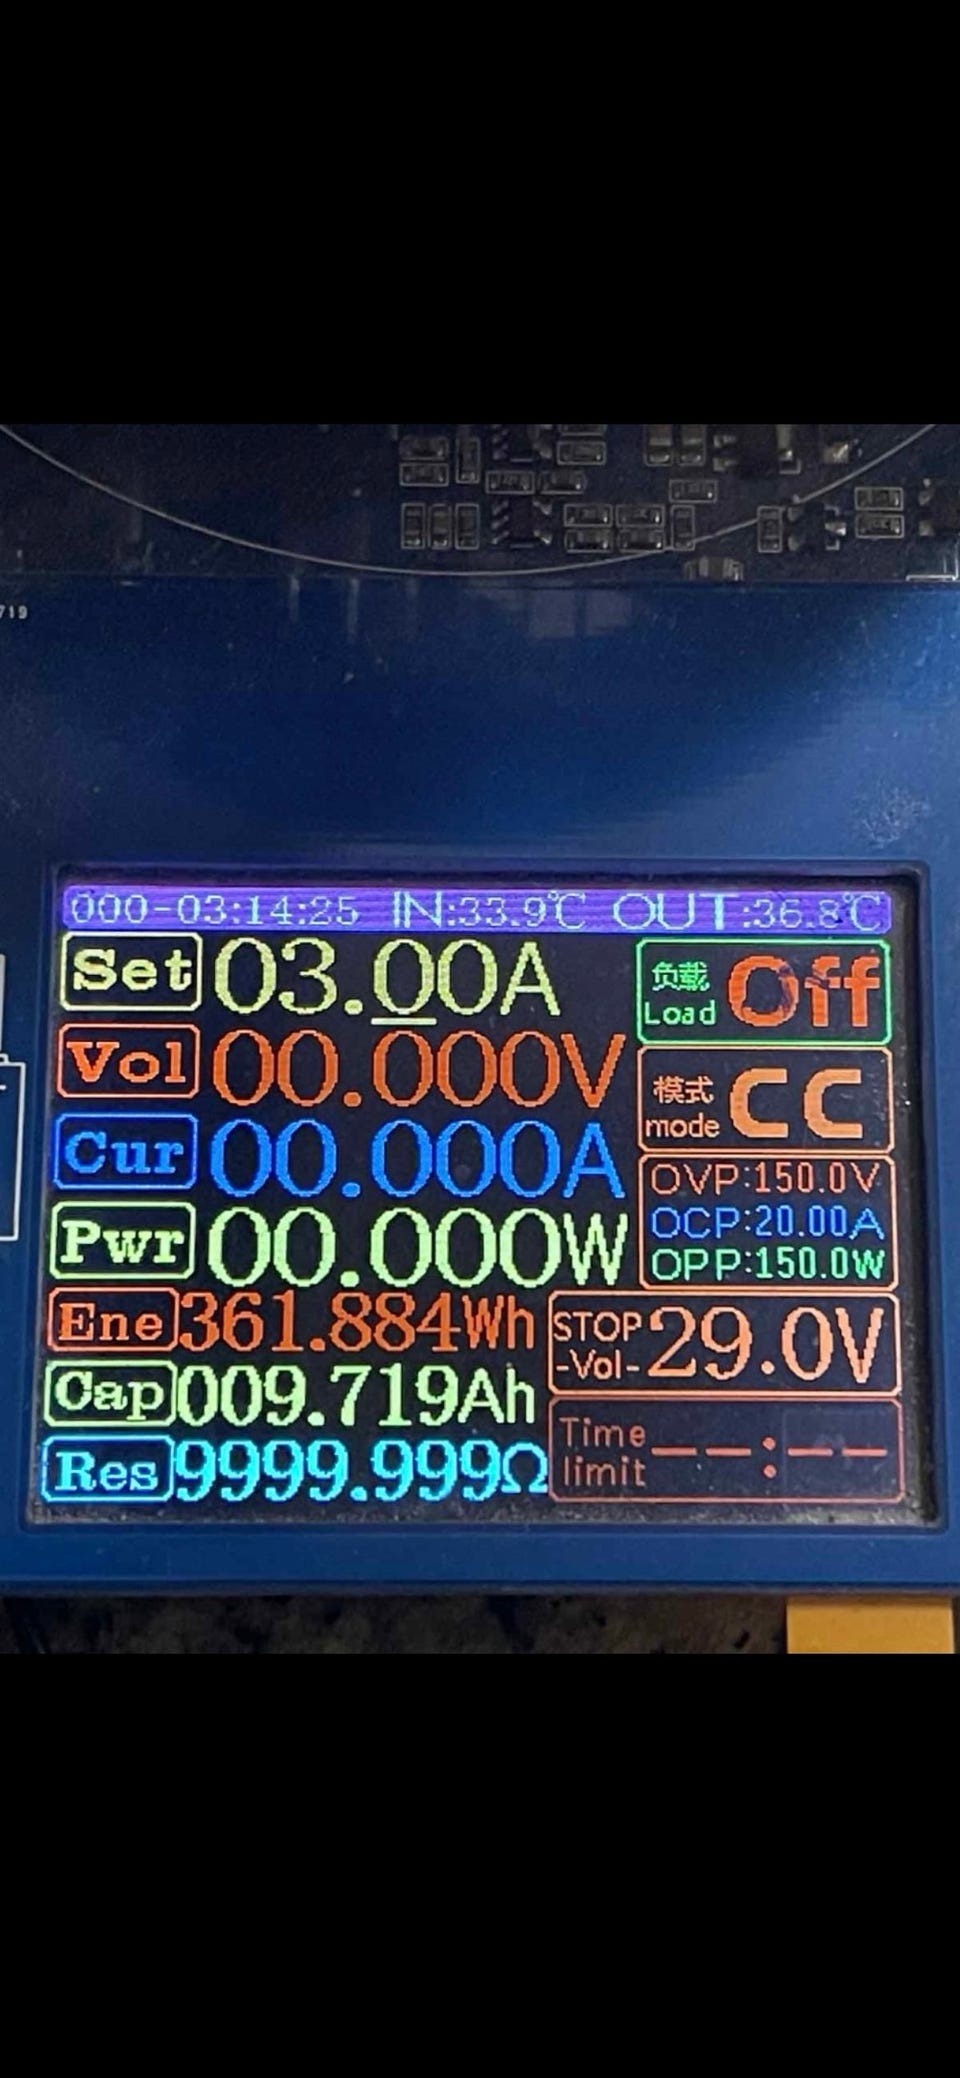 719
000-03:14:25 IN:33.9℃ OUT:36.8℃
Set 03.00A
负载
Load Off
Vol 00.000V
模式
mode CC
Cur 00.000A
OVP:150.0V
OCP:20.00A
OPP:150.0W
Pwr 00.000W
Ene 361.884Wh
STOP
-Vol- 29.0V
Cap 009.719Ah
Time
limit --:--
Res 9999.999Ω